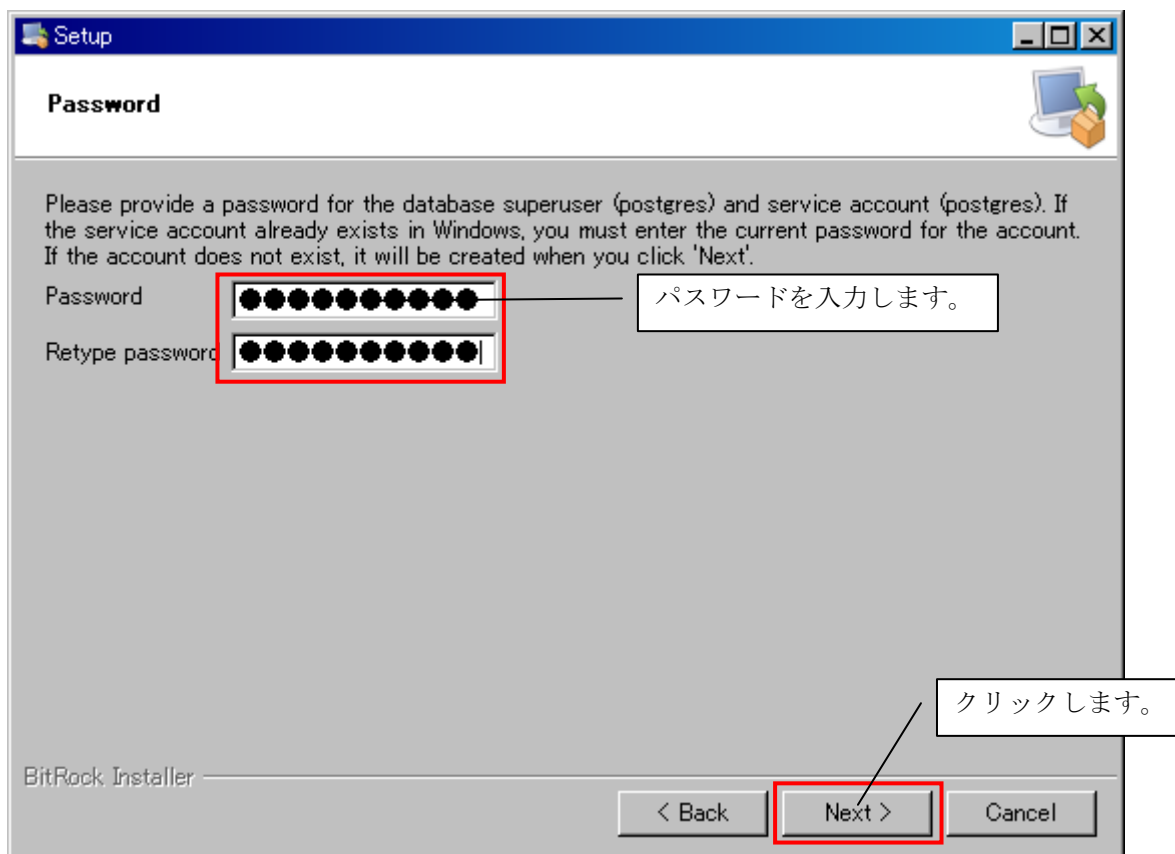 Setup
Password
Please provide a password for the database superuser (postgres) and service account (postgres). If
the service account already exists in Windows, you must enter the current password for the account.
If the account does not exist, it will be created when you click 'Next'.
Password
●●●●●●●●●●
パスワードを入力します。
Retype password
●●●●●●●●●●
クリックします。
BitRock Installer
< Back
Next >
Cancel